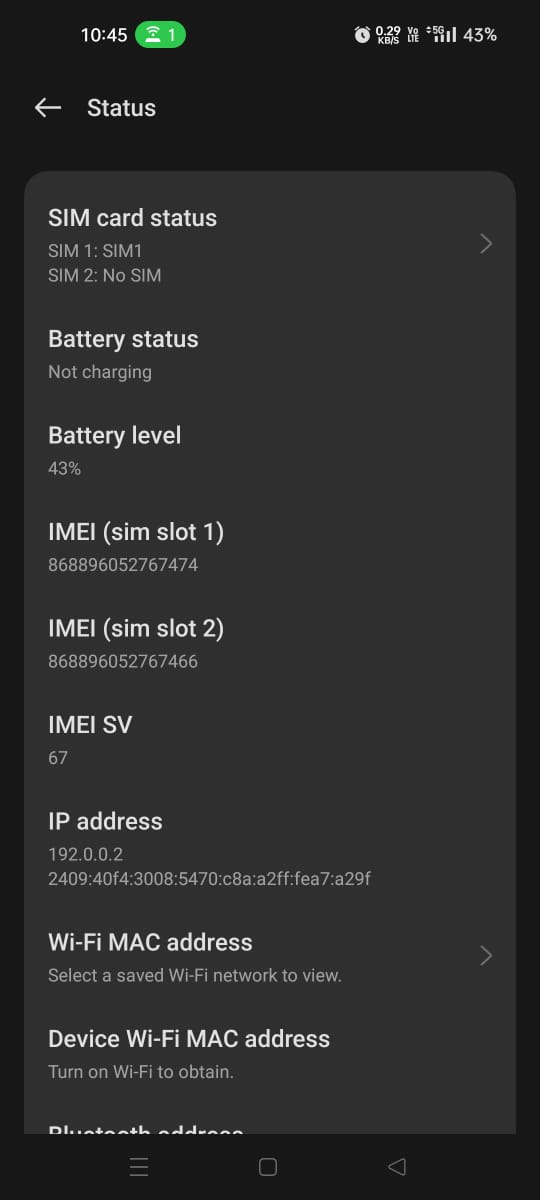 10:45 1 0.29 KB/S Vo LTE 5G 43%
Status
SIM card status
SIM 1: SIM1
SIM 2: No SIM
Battery status
Not charging
Battery level
43%
IMEI (sim slot 1)
868896052767474
IMEI (sim slot 2)
868896052767466
IMEI SV
67
IP address
192.0.0.2
2409:40f4:3008:5470:c8a:a2ff:fea7:a29f
Wi-Fi MAC address
Select a saved Wi-Fi network to view.
Device Wi-Fi MAC address
Turn on Wi-Fi to obtain.
Bluetooth address